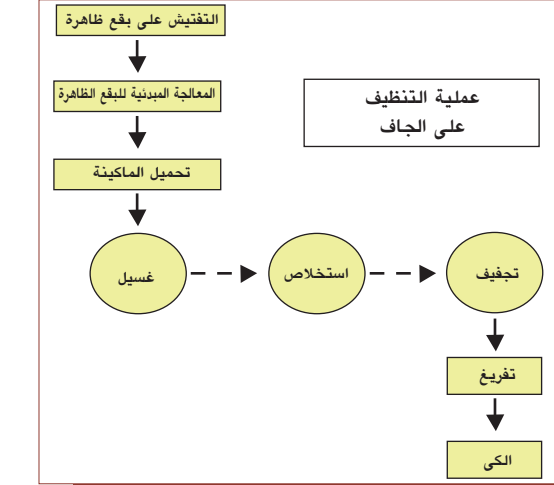 التفتيش على بقع ظاهرة
المعالجة المبدئية للبقع الظاهرة
عملية التنظيف
على الجاف
تحميل الماكينة
غسيل
استخلاص
تجفيف
تفريغ
الكى